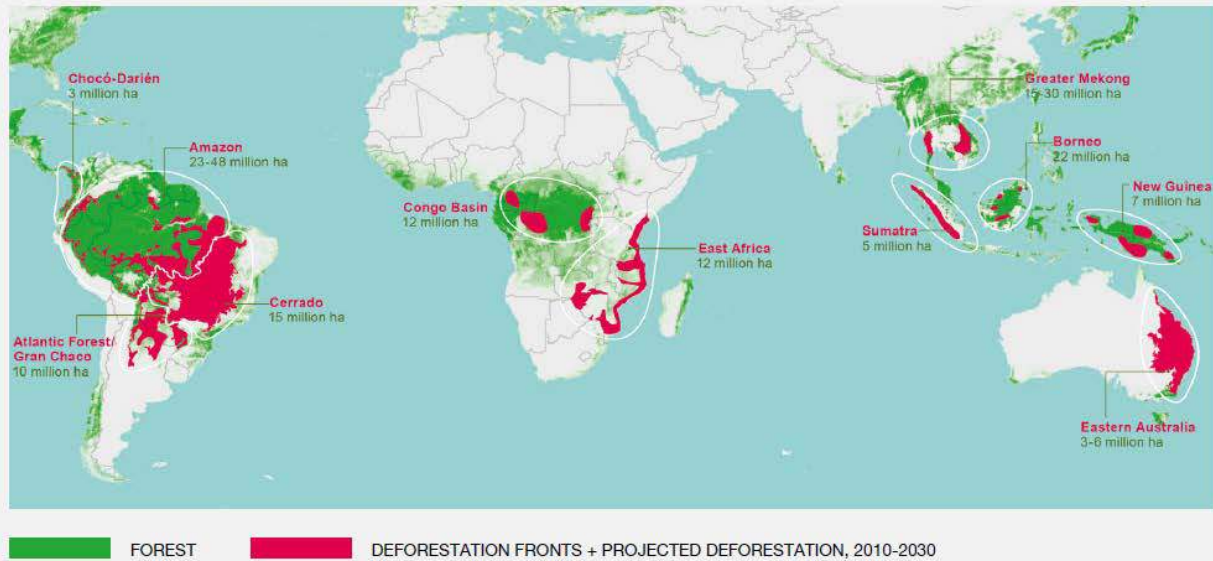 Chocó-Darién
3 million ha
Amazon
23-48 million ha
Greater Mekong
15-30 million ha
Borneo
22 million ha
New Guinea
7 million ha
Congo Basin
12 million ha
East Africa
12 million ha
Sumatra
5 million ha
Cerrado
15 million ha
Atlantic Forest/
Gran Chaco
10 million ha
Eastern Australia
3-6 million ha
FOREST
DEFORESTATION FRONTS + PROJECTED DEFORESTATION, 2010-2030